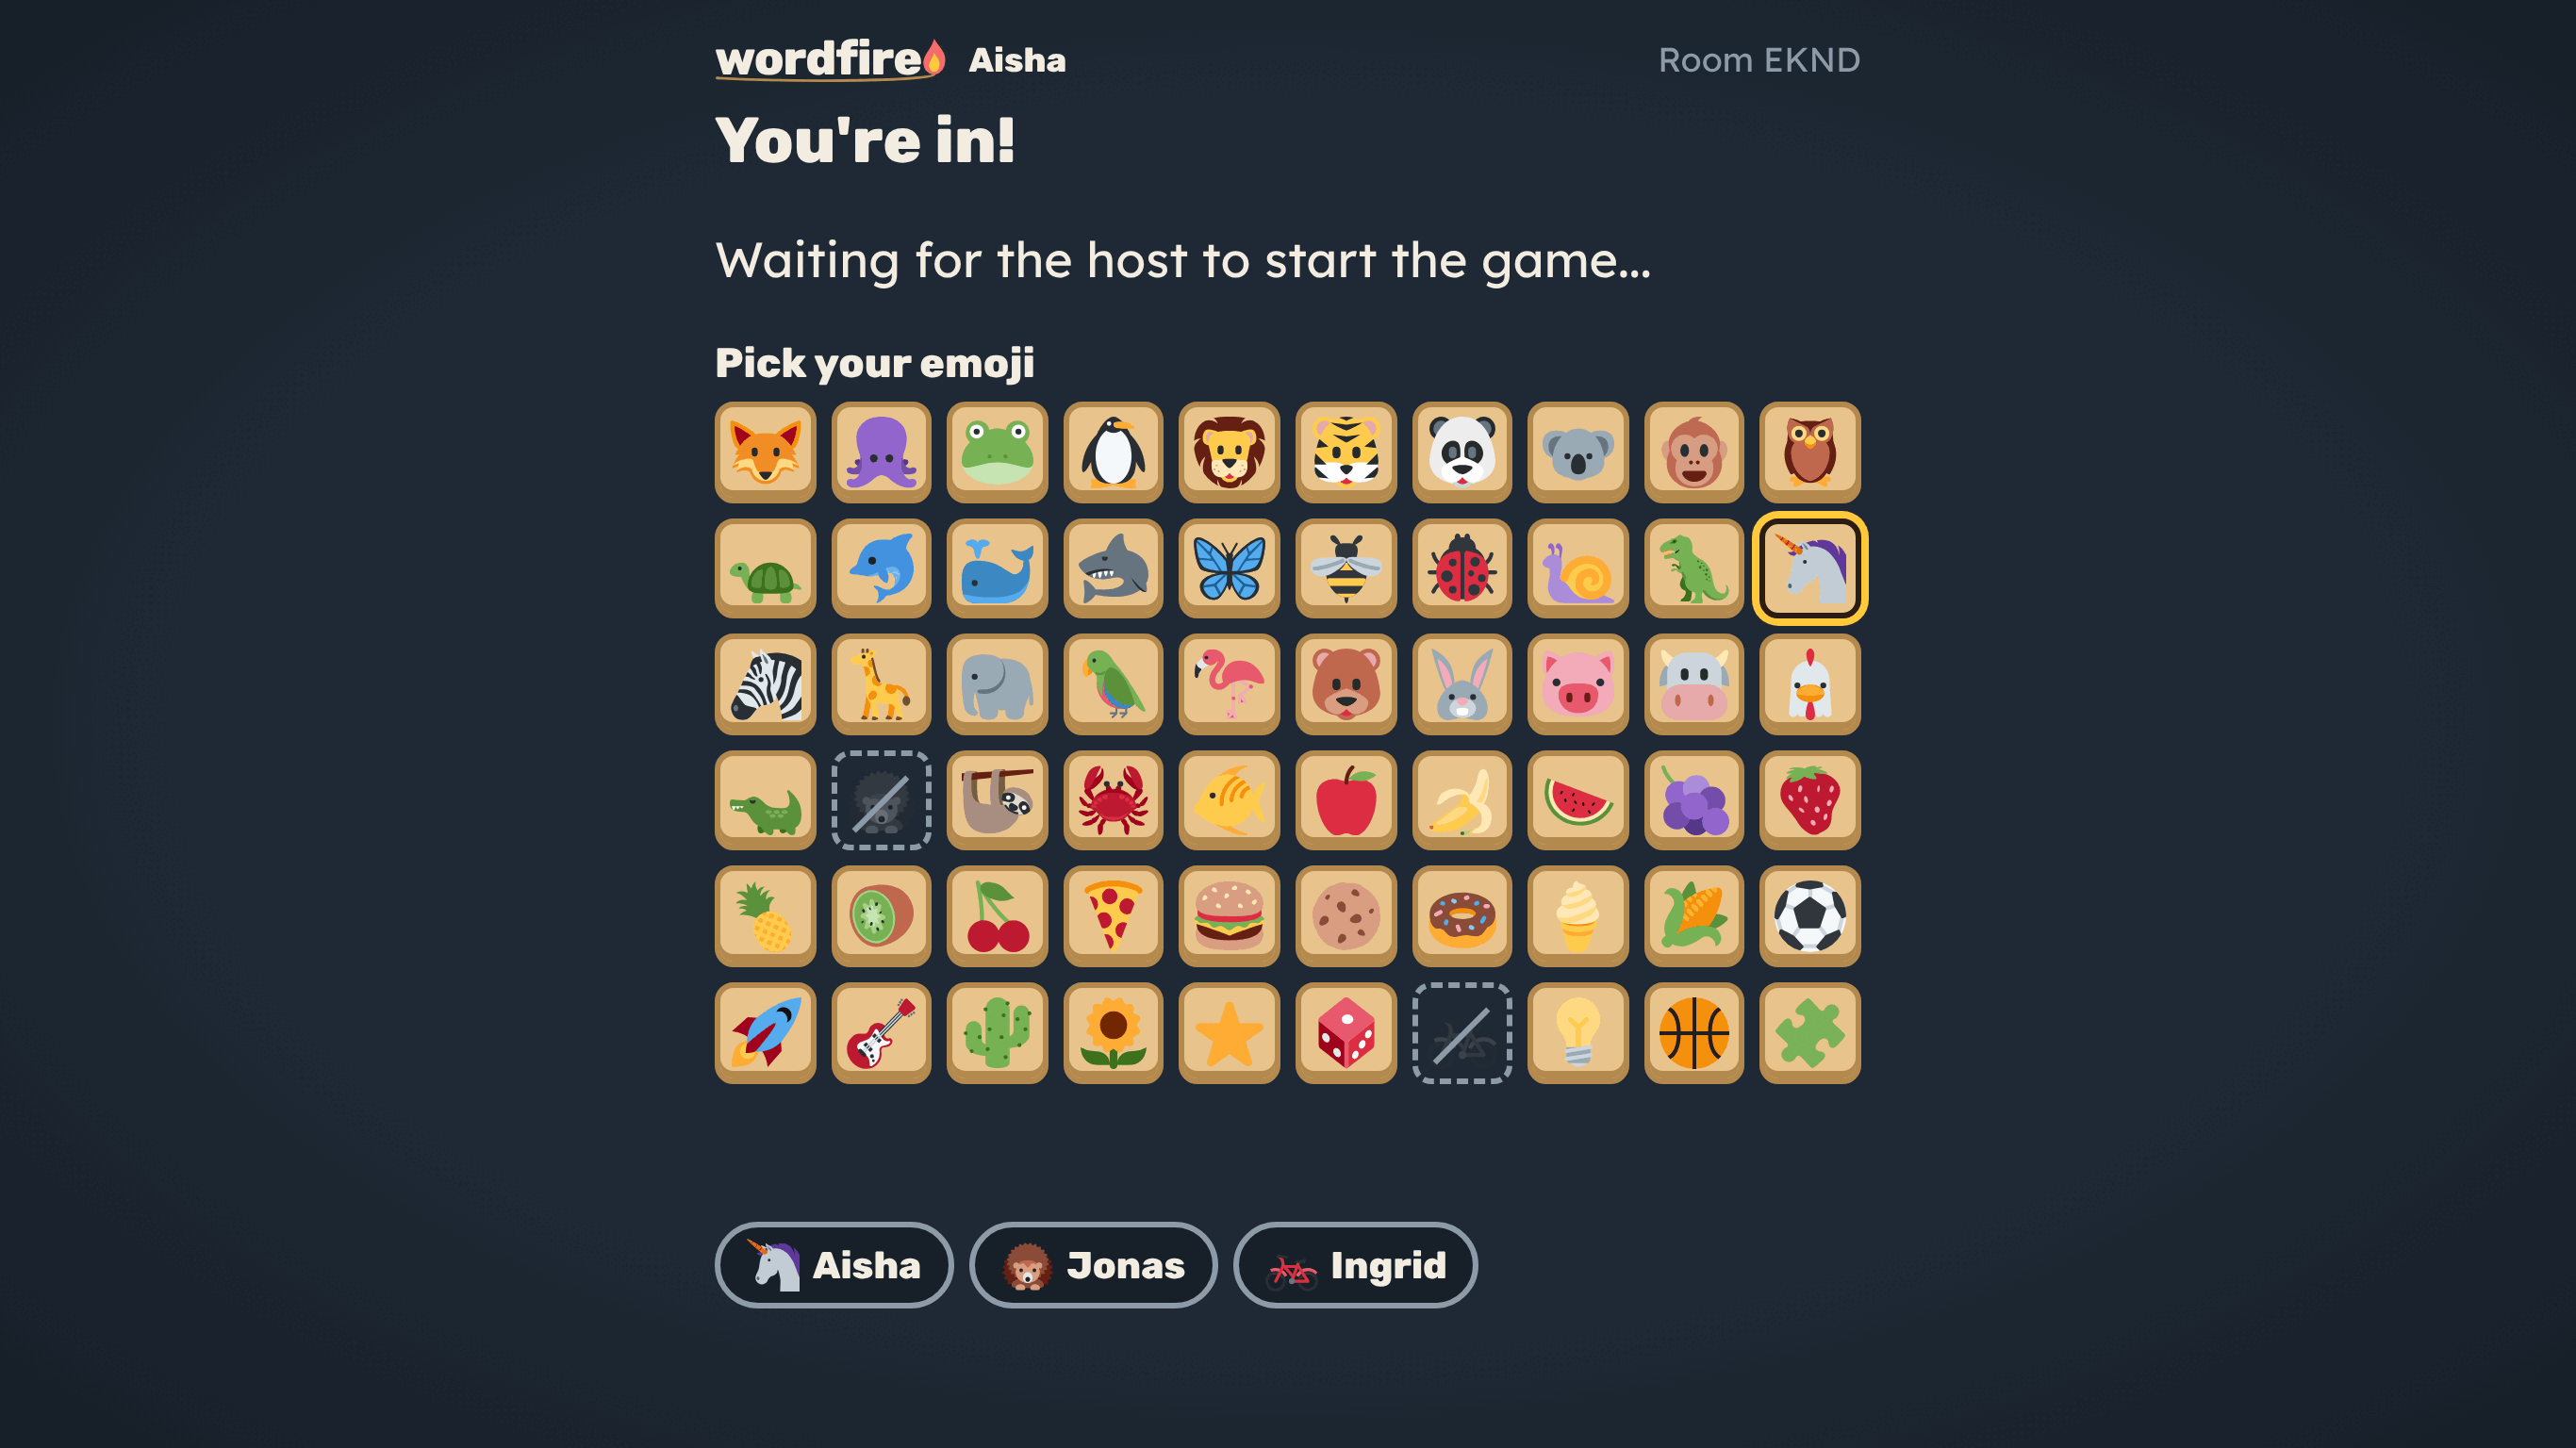 wordfire Aisha Room EKND
You're in!
Waiting for the host to start the game...
Pick your emoji
Aisha Jonas Ingrid